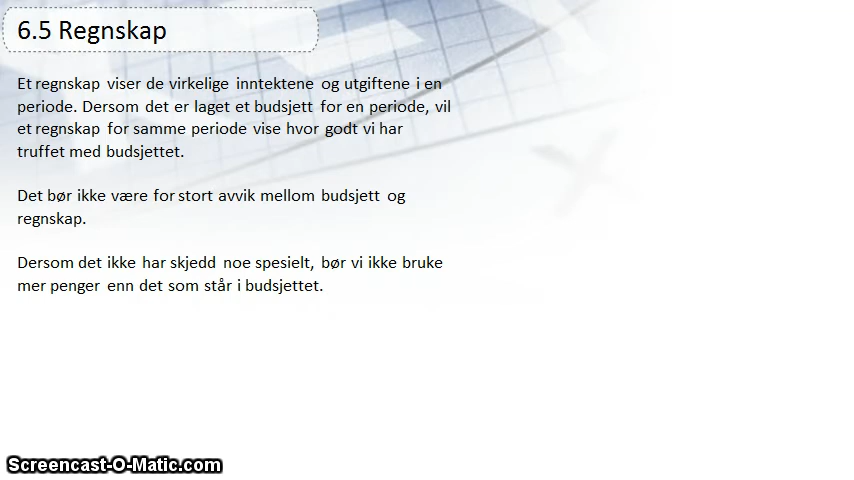 6.5 Regnskap
Et regnskap viser de virkelige inntektene og utgiftene i en
periode. Dersom det er laget et budsjett for en periode, vil
et regnskap for samme periode vise hvor godt vi har
truffet med budsjettet.
Det bør ikke være for stort avvik mellom budsjett og
regnskap.
Dersom det ikke har skjedd noe spesielt, bør vi ikke bruke
mer penger enn det som står i budsjettet.
Screencast-O-Matic.com